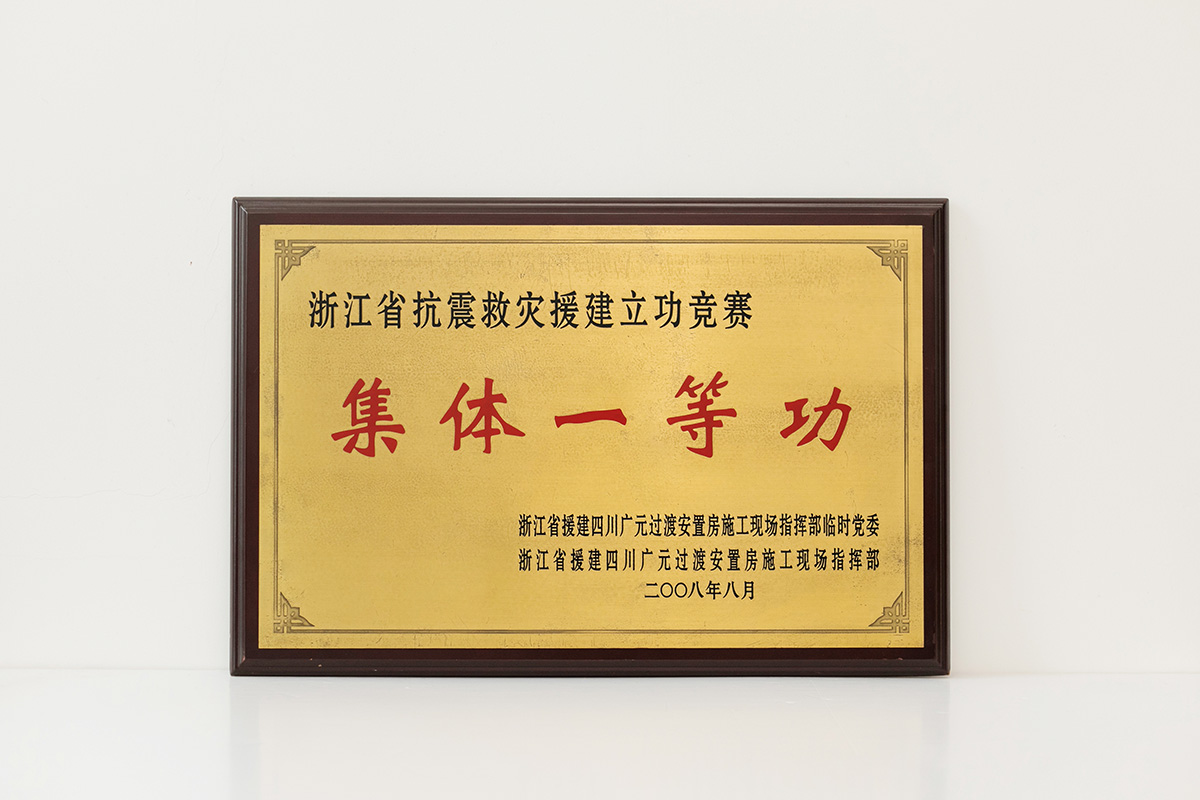 浙江省抗震救灾援建立功竞赛
集体一等功
浙江省援建四川广元过渡安置房施工现场指挥部临时党委
浙江省援建四川广元过渡安置房施工现场指挥部
二〇〇八年八月